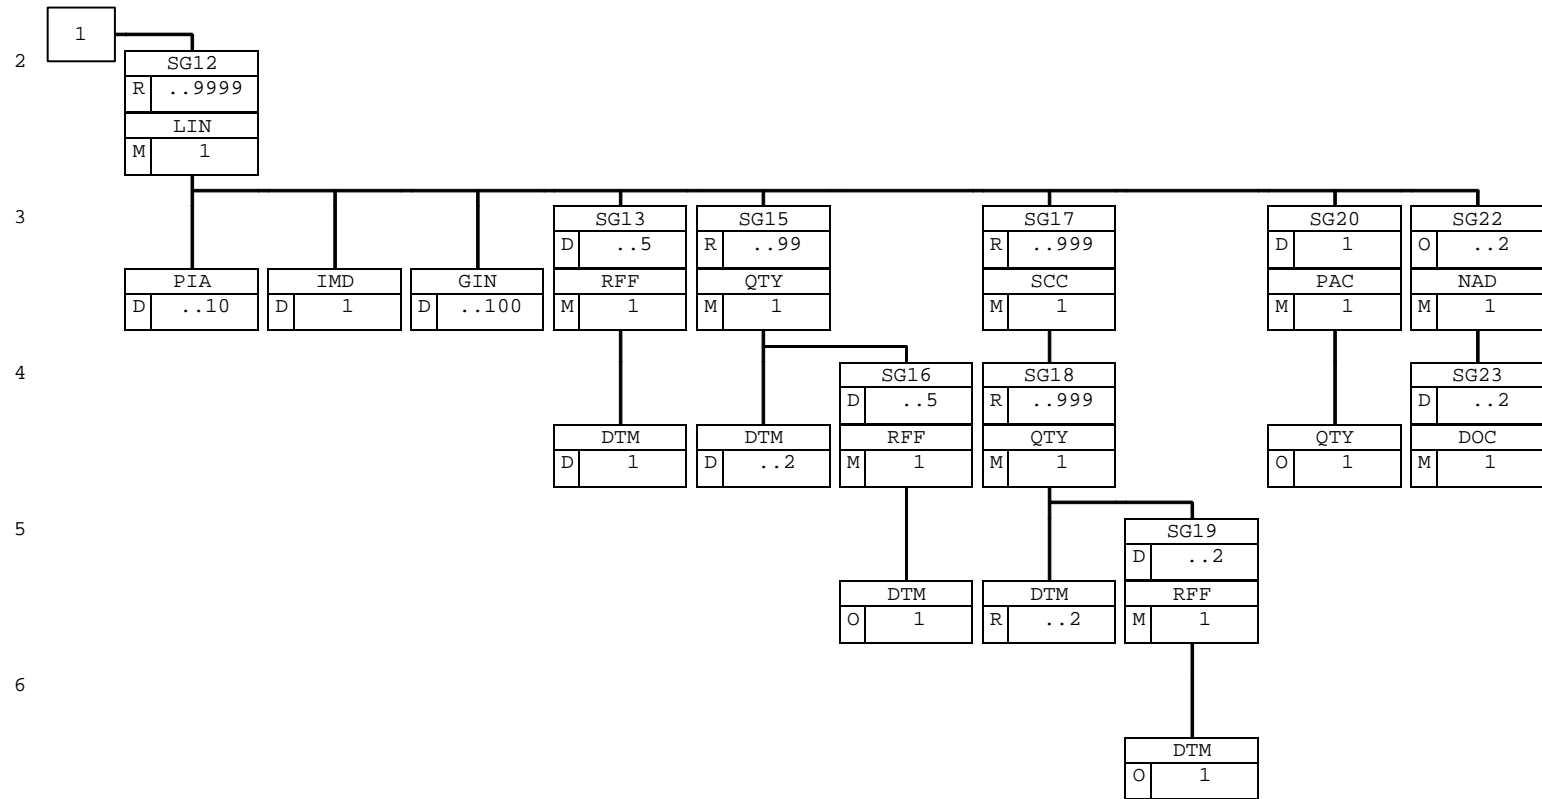 1
2
SG12
R ..9999
LIN
M 1
3
SG13 SG15 SG17 SG20 SG22
D ..5 R ..99 R ..999 D 1 O ..2
PIA IMD GIN RFF QTY SCC PAC NAD
D ..10 D 1 D ..100 M 1 M 1 M 1 M 1 M 1
4
SG16 SG18 SG23
D ..5 R ..999 D ..2
DTM DTM RFF QTY QTY DOC
D 1 D ..2 M 1 M 1 O 1 M 1
5
SG19
D ..2
DTM DTM RFF
O 1 R ..2 M 1
6
DTM
O 1